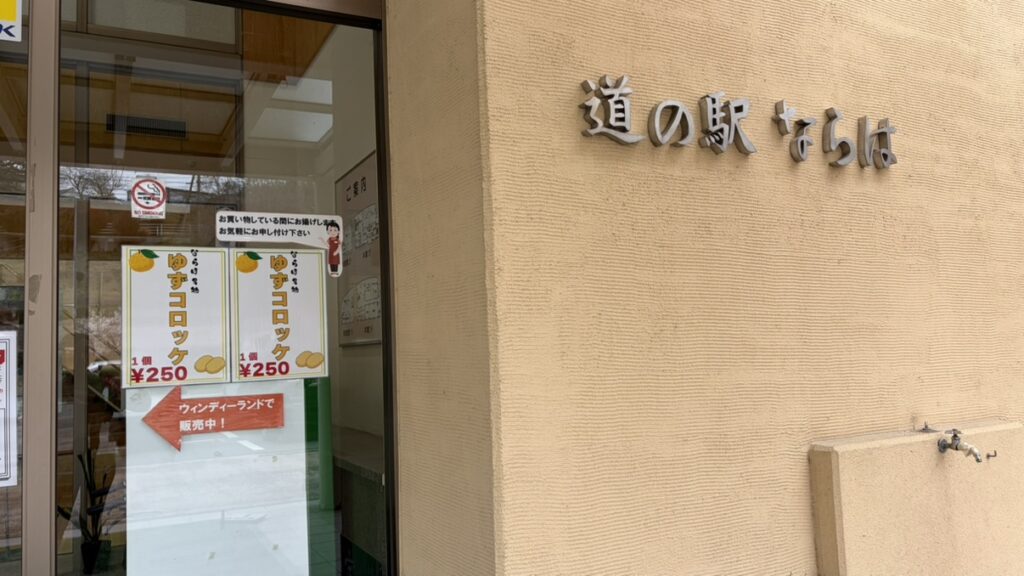 道の駅 ならは
K
NO SMOKING
お買い物している間にお揚げします
お気軽にお申し付け下さい
ならは名物
ゆずコロッケ
1個
¥250
ならは名物
ゆずコロッケ
1個
¥250
ウィンディーランドで
販売中！
ご案内